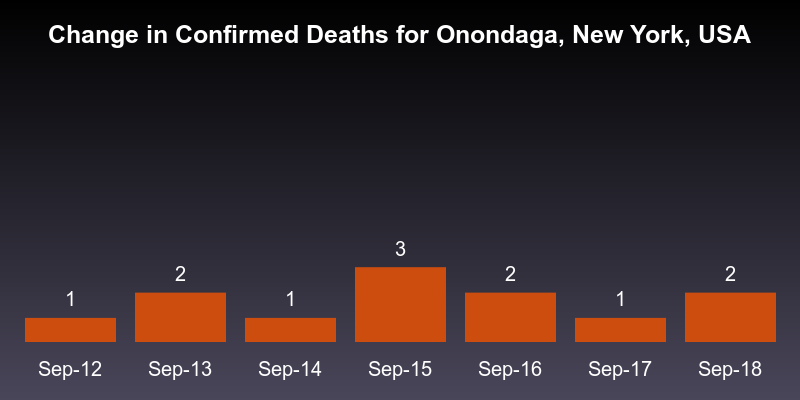 Change in Confirmed Deaths for Onondaga, New York, USA
1 2 1 3 2 1 2
Sep-12 Sep-13 Sep-14 Sep-15 Sep-16 Sep-17 Sep-18